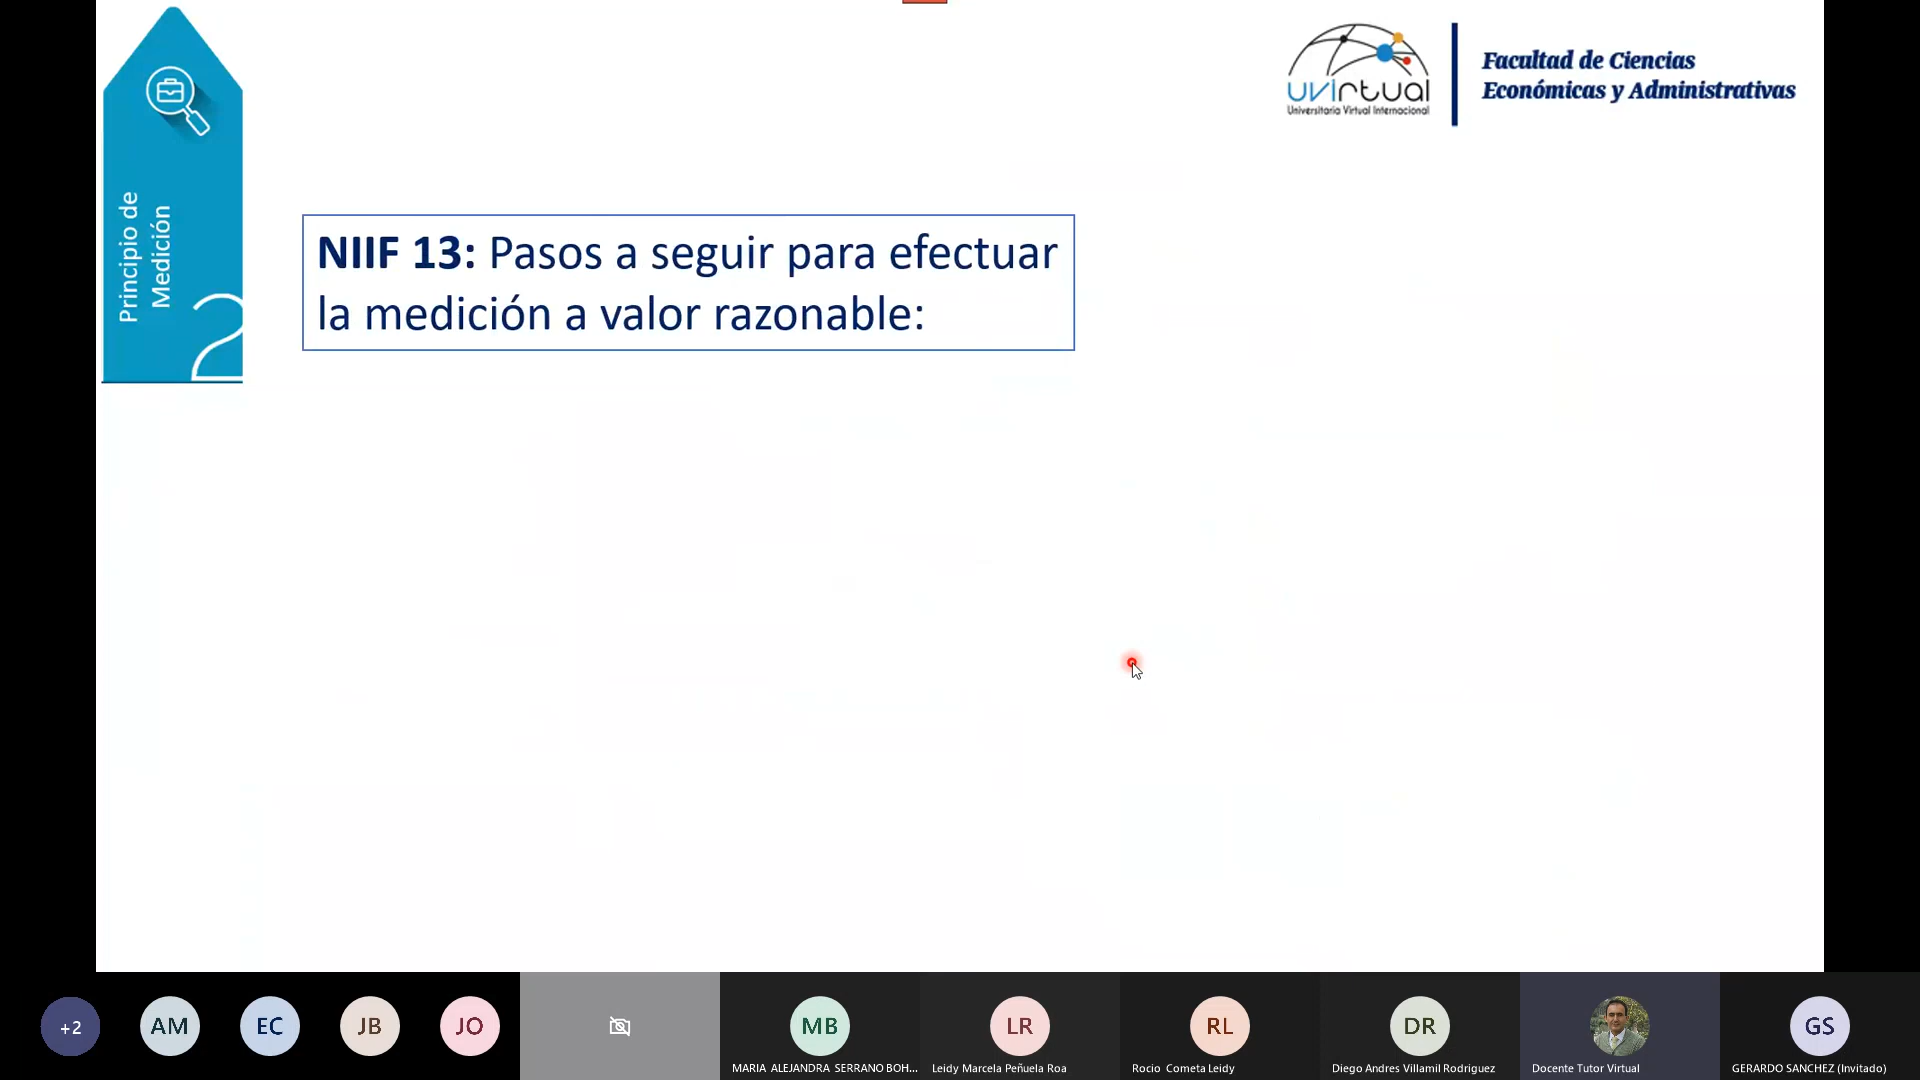 Principio de
Medición
2
uvirtual
Universitaria Virtual Internacional
Facultad de Ciencias
Económicas y Administrativas
NIIF 13: Pasos a seguir para efectuar
la medición a valor razonable:
+2
AM
EC
JB
JO
MB
MARIA ALEJANDRA SERRANO BOH...
LR
Leidy Marcela Peñuela Roa
RL
Rocio Cometa Leidy
DR
Diego Andres Villamil Rodriguez
Docente Tutor Virtual
GS
GERARDO SANCHEZ (Invitado)